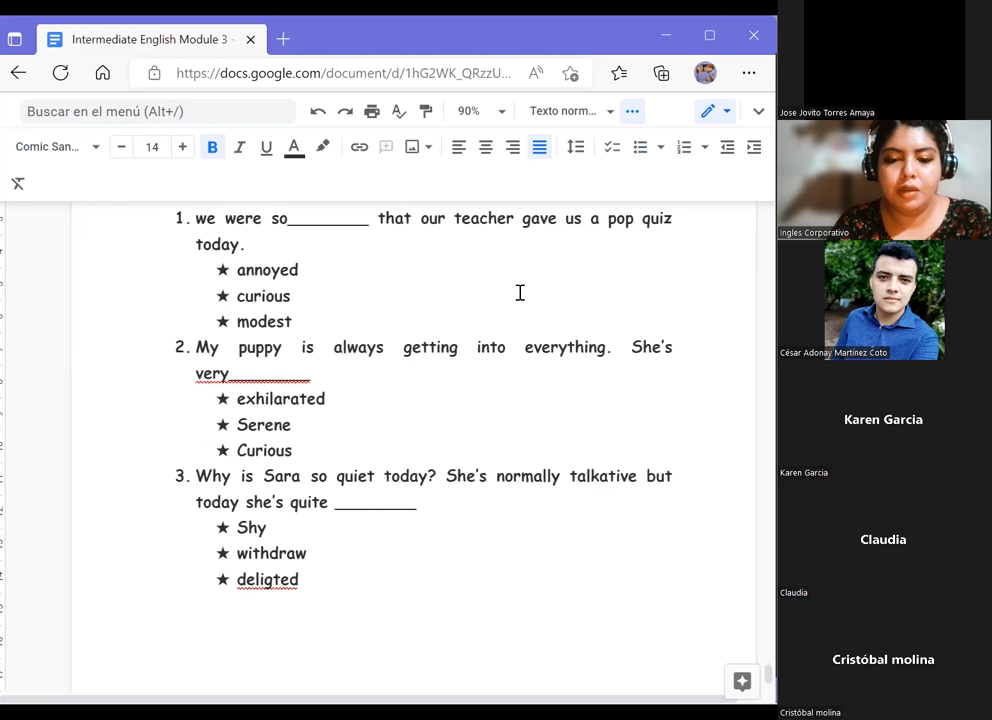 Intermediate English Module 3 -
https://docs.google.com/document/d/1hG2WK_QRzzU...
Buscar en el menú (Alt+/)
90%
Texto norm...
Comic San...
14
B I U A
1. we were so________ that our teacher gave us a pop quiz
today.
★ annoyed
★ curious
★ modest
2. My puppy is always getting into everything. She's
very________
★ exhilarated
★ Serene
★ Curious
3. Why is Sara so quiet today? She's normally talkative but
today she's quite ________
★ Shy
★ withdraw
★ deligted
Jose Jovito Torres Amaya
Ingles Corporativo
César Adonay Martínez Coto
Karen Garcia
Karen Garcia
Claudia
Claudia
Cristóbal molina
Cristóbal molina